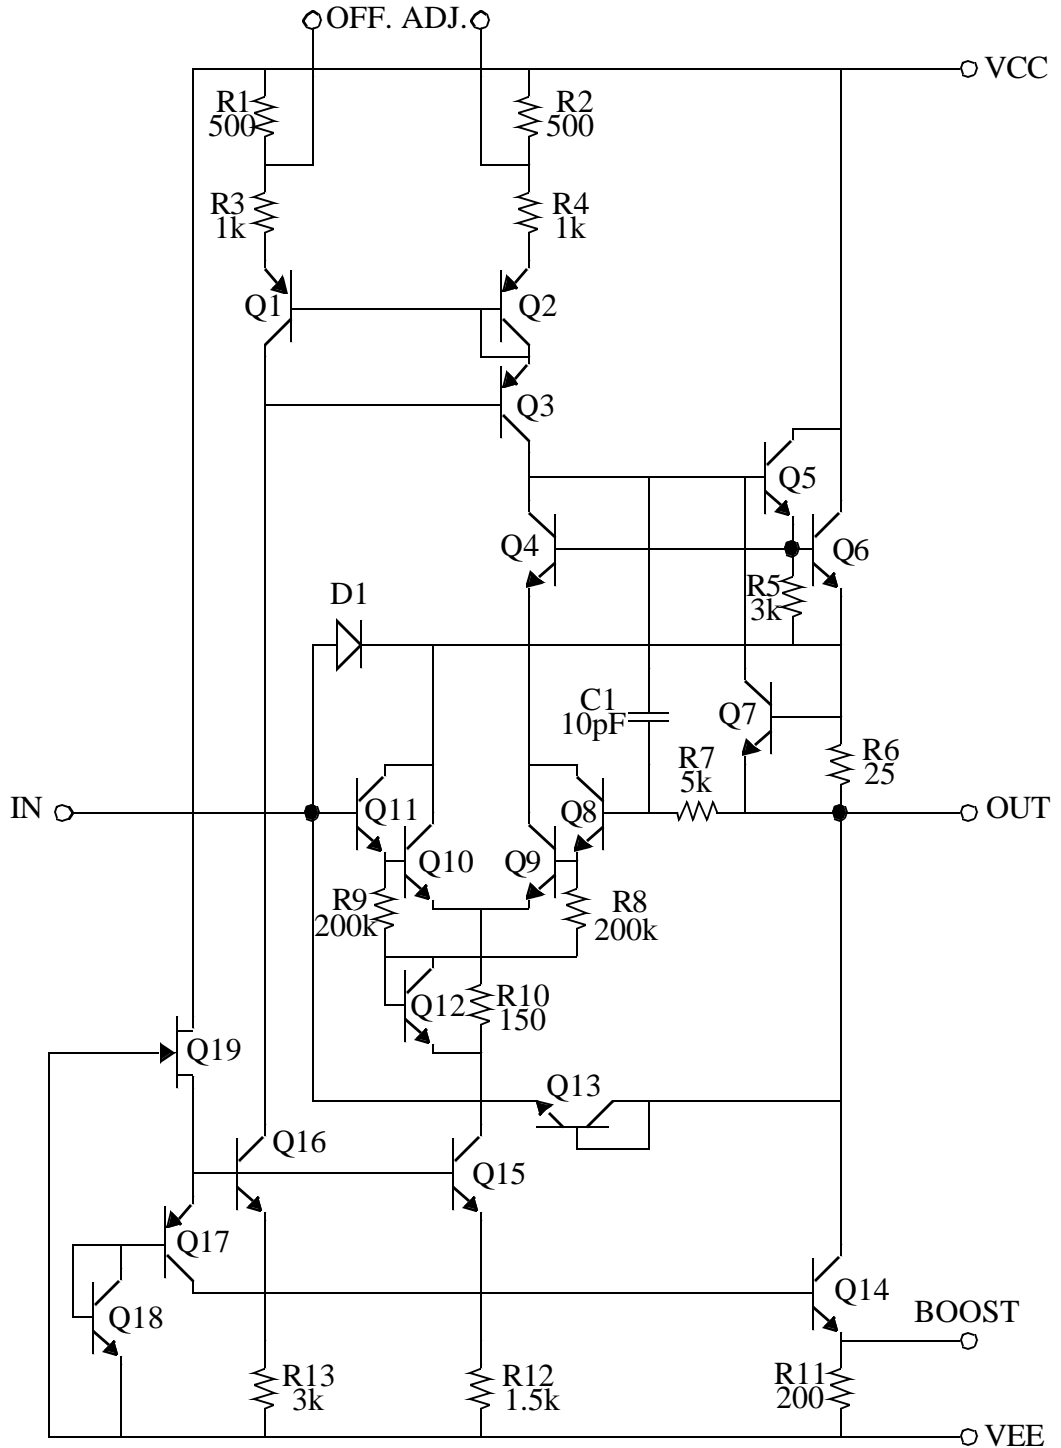 OFF. ADJ.
VCC
R1
500
R2
500
R3
1k
R4
1k
Q1
Q2
Q3
Q5
Q4
Q6
R5
3k
D1
C1
10pF
Q7
R7
5k
R6
25
IN
Q11
Q8
OUT
Q10
Q9
R9
200k
R8
200k
Q12
R10
150
Q19
Q13
Q16
Q15
Q17
Q14
Q18
BOOST
R13
3k
R12
1.5k
R11
200
VEE